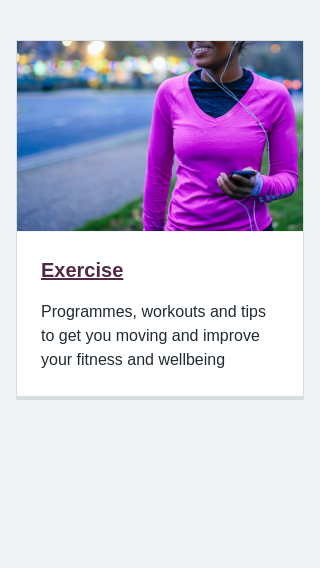 Exercise
Programmes, workouts and tips
to get you moving and improve
your fitness and wellbeing